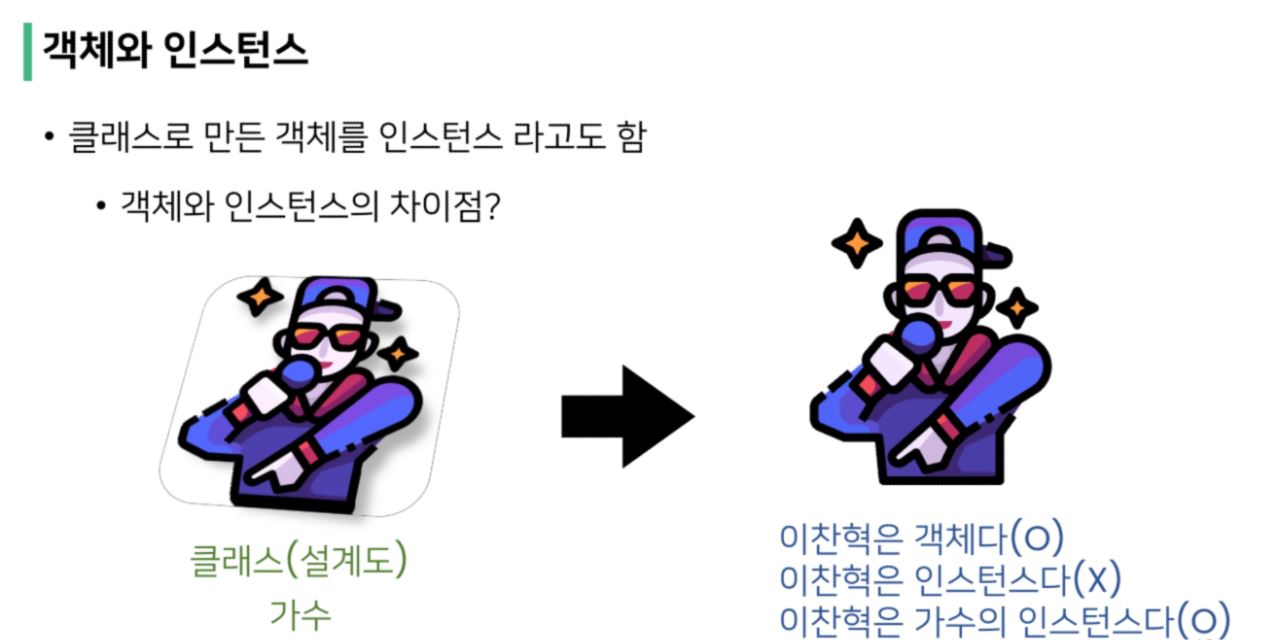 객체와 인스턴스
• 클래스로 만든 객체를 인스턴스 라고도 함
• 객체와 인스턴스의 차이점?
클래스(설계도)
가수
이찬혁은 객체다(O)
이찬혁은 인스턴스다(X)
이찬혁은 가수의 인스턴스다(O)